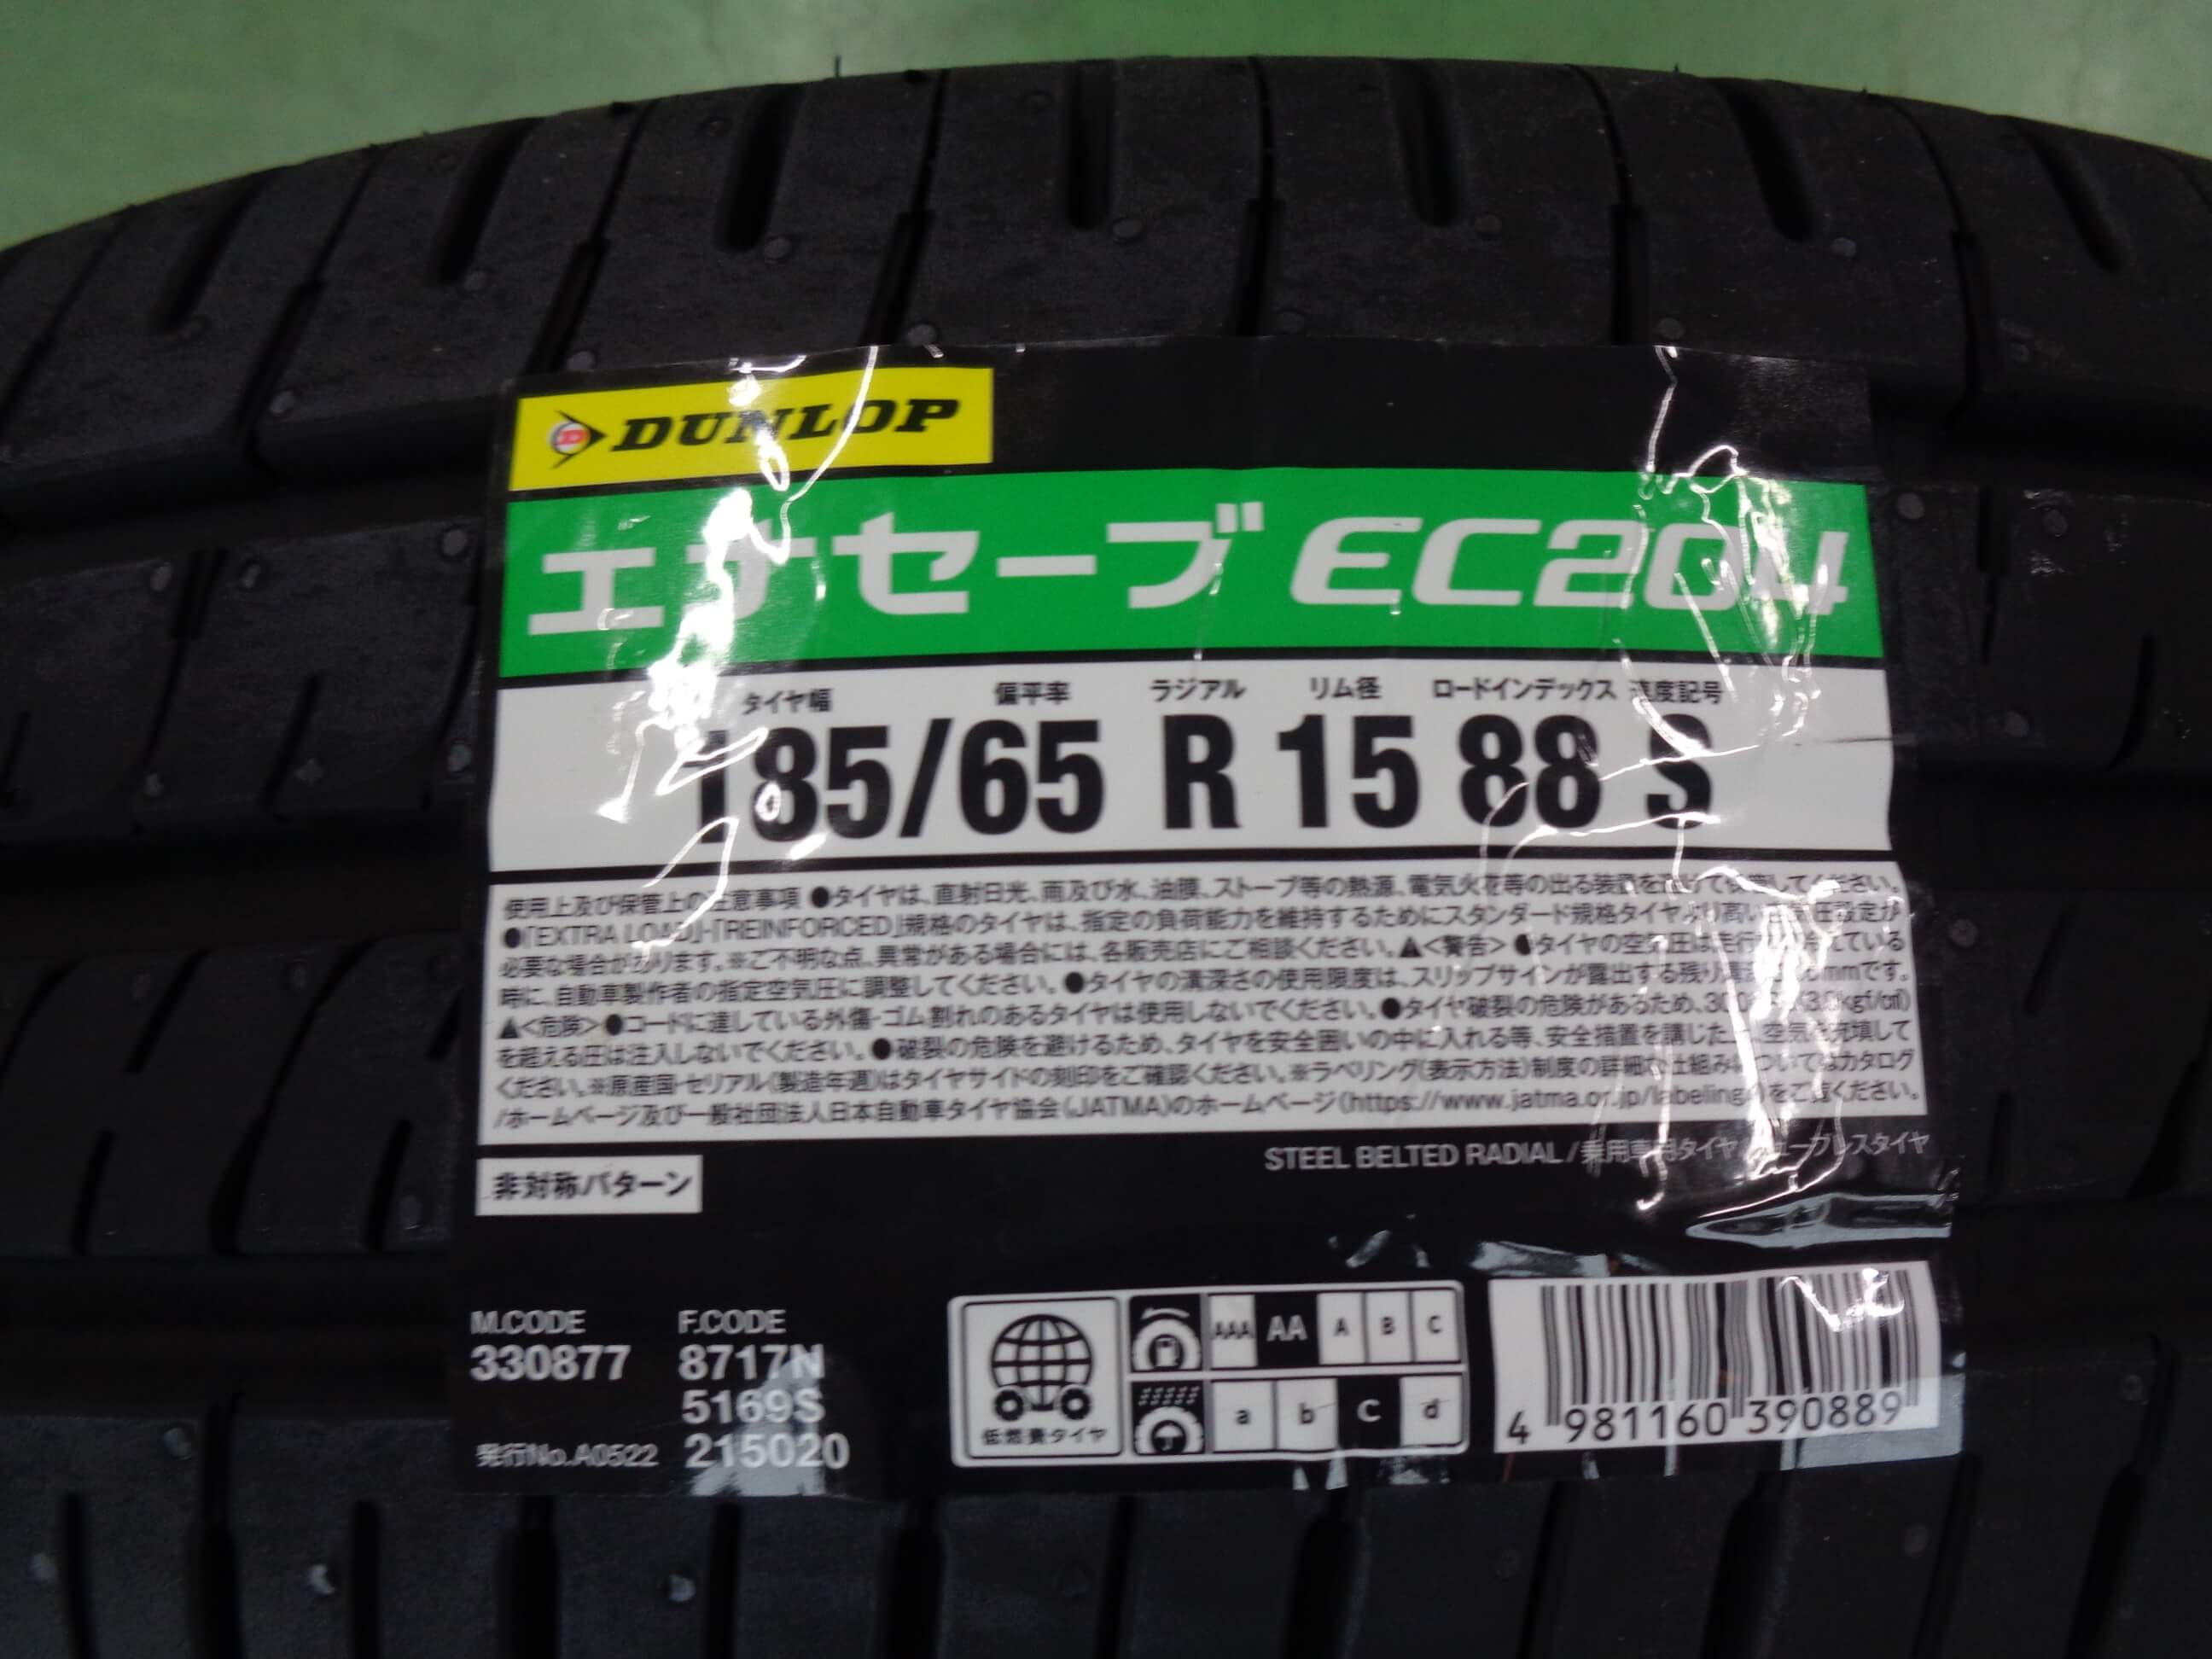 DUNLOP
エナセーブ EC204
タイヤ幅 偏平率 ラジアル リム径 ロードインデックス 速度記号
185/65 R 15 88 S
使用上及び保管上の注意事項 ●タイヤは、直射日光、雨及び水、油膜、ストーブ等の熱源、電気火花等の出る装置を避けて保管してください。
●「EXTRA LOAD」・「REINFORCED」規格のタイヤは、指定の負荷能力を維持するためにスタンダード規格タイヤより高い空気圧設定が
必要な場合があります。※ご不明な点、異常がある場合には、各販売店にご相談ください。▲<警告> ●タイヤの空気圧は走行前の冷えている
時に、自動車製作者の指定空気圧に調整してください。●タイヤの溝深さの使用限度は、スリップサインが露出する残り溝深さ1.6mmです。
▲<危険>●コードに達している外傷・ゴム割れのあるタイヤは使用しないでください。●タイヤ破裂の危険があるため、300kPa(3.0kgf/c㎡)
を超える圧は注入しないでください。●破裂の危険を避けるため、タイヤを安全囲いの中に入れる等、安全措置を講じた上、空気を充填して
ください。※原産国・セリアル(製造年週)はタイヤサイドの刻印をご確認ください。※ラベリング(表示方法)制度の詳細な仕組みについてはカタログ
/ホームページ及び一般社団法人日本自動車タイヤ協会(JATMA)のホームページ(https://www.jatma.or.jp/labeling/)をご覧ください。
STEEL BELTED RADIAL/乗用車用タイヤ/チューブレスタイヤ
非対称パターン
M.CODE F.CODE
330877 8717N
5169S
発行No.A0522 215020
低燃費タイヤ
AAA AA A B C
a b c d
4 981160 390889